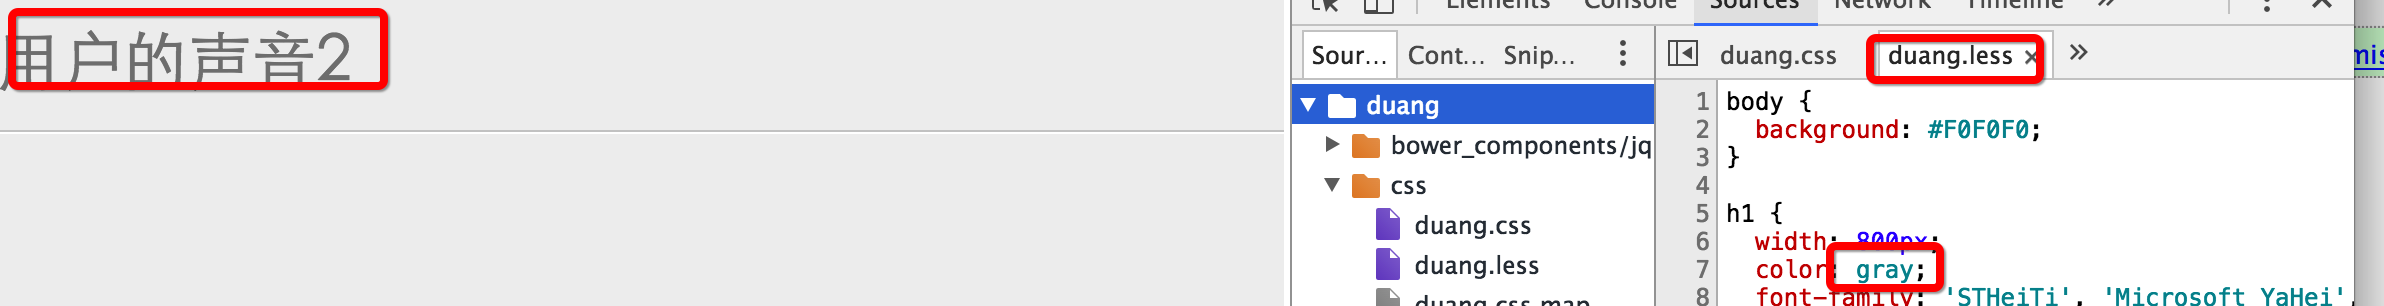 用户的声音2
Elements Console Sources Network Timeline »
Sour... Cont... Snip...
duang.css duang.less × »
duang
bower_components/jq
css
duang.css
duang.less
duang.css.map
1 body {
2 background: #F0F0F0;
3 }
4
5 h1 {
6 width: 800px;
7 color: gray;
8 font-family: 'STHeiTi', 'Microsoft YaHei',
mis